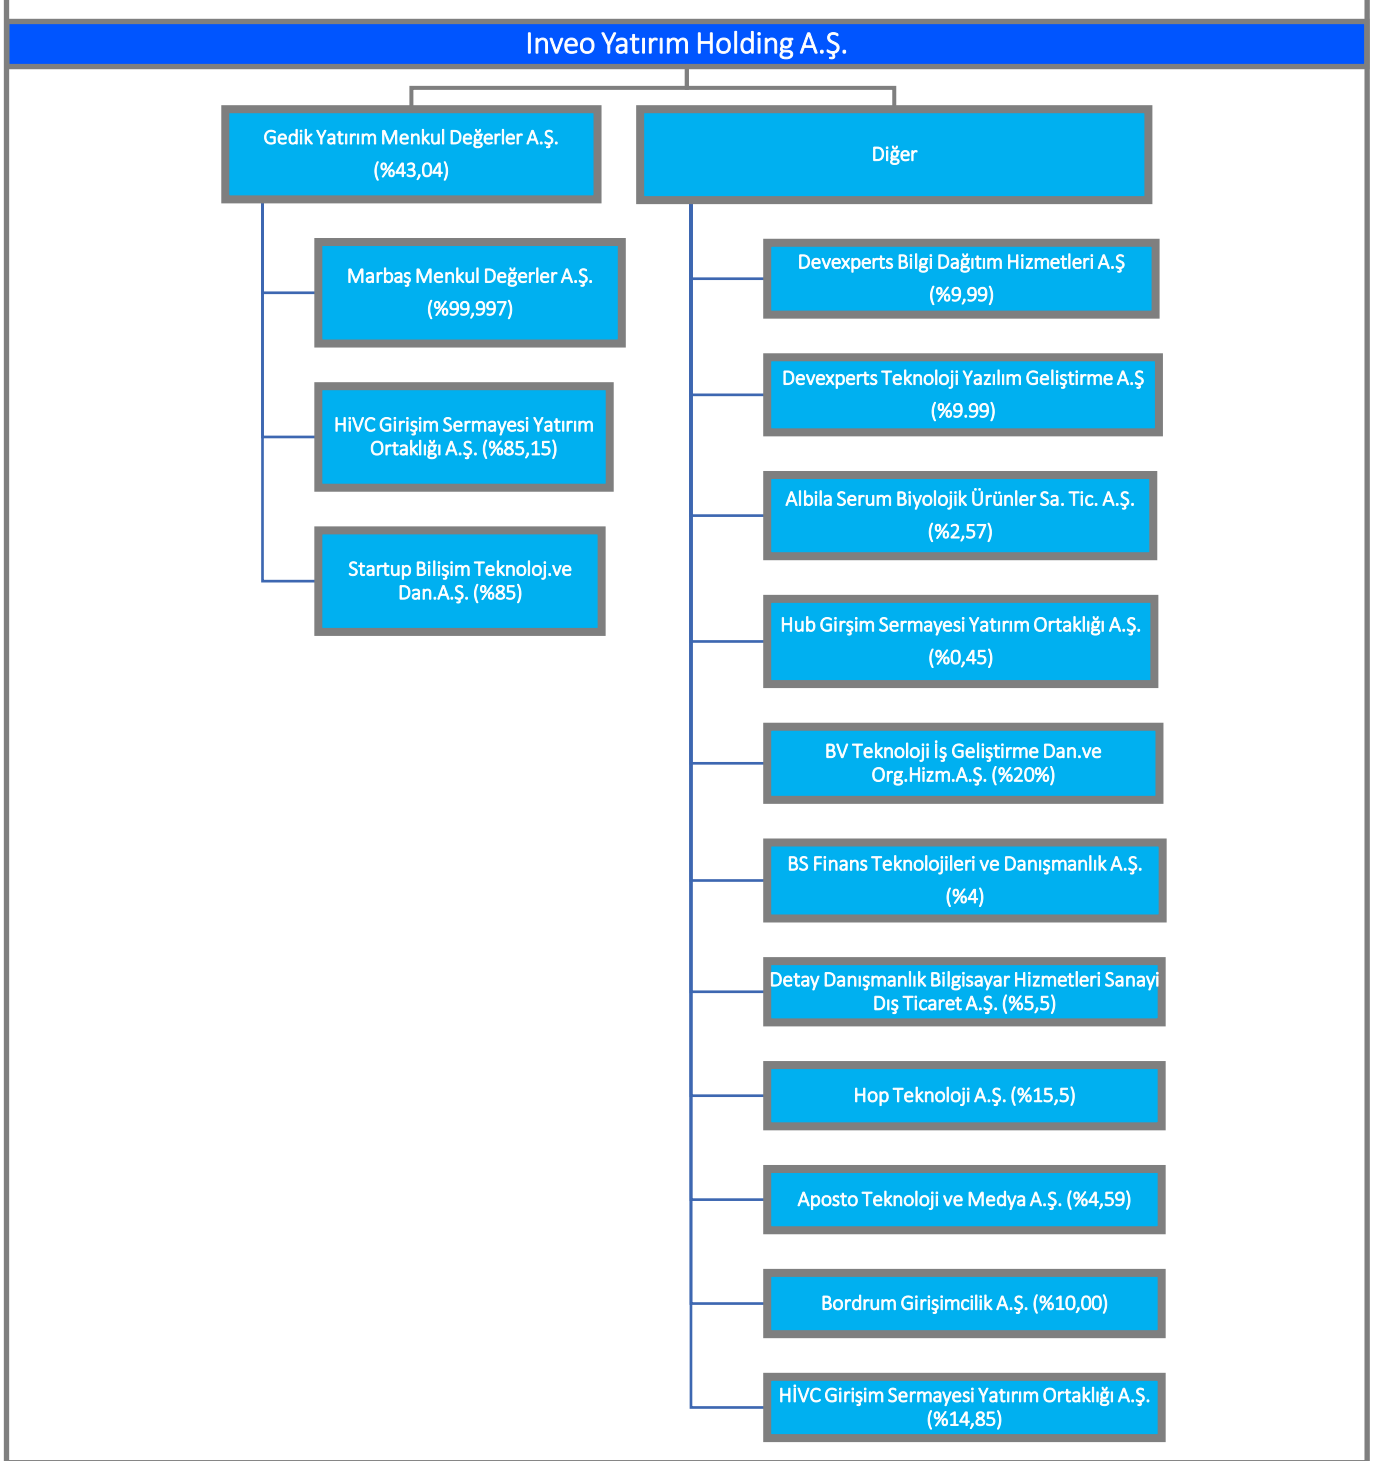 Inveo Yatırım Holding A.Ş.
Gedik Yatırım Menkul Değerler A.Ş.
(%43,04)
Marbaş Menkul Değerler A.Ş.
(%99,997)
HiVC Girişim Sermayesi Yatırım
Ortaklığı A.Ş. (%85,15)
Startup Bilişim Teknoloj.ve
Dan.A.Ş. (%85)
Diğer
Devexperts Bilgi Dağıtım Hizmetleri A.Ş
(%9,99)
Devexperts Teknoloji Yazılım Geliştirme A.Ş
(%9.99)
Albila Serum Biyolojik Ürünler Sa. Tic. A.Ş.
(%2,57)
Hub Girşim Sermayesi Yatırım Ortaklığı A.Ş.
(%0,45)
BV Teknoloji İş Geliştirme Dan.ve
Org.Hizm.A.Ş. (%20%)
BS Finans Teknolojileri ve Danışmanlık A.Ş.
(%4)
Detay Danışmanlık Bilgisayar Hizmetleri Sanayi
Dış Ticaret A.Ş. (%5,5)
Hop Teknoloji A.Ş. (%15,5)
Aposto Teknoloji ve Medya A.Ş. (%4,59)
Bordrum Girişimcilik A.Ş. (%10,00)
HİVC Girişim Sermayesi Yatırım Ortaklığı A.Ş.
(%14,85)